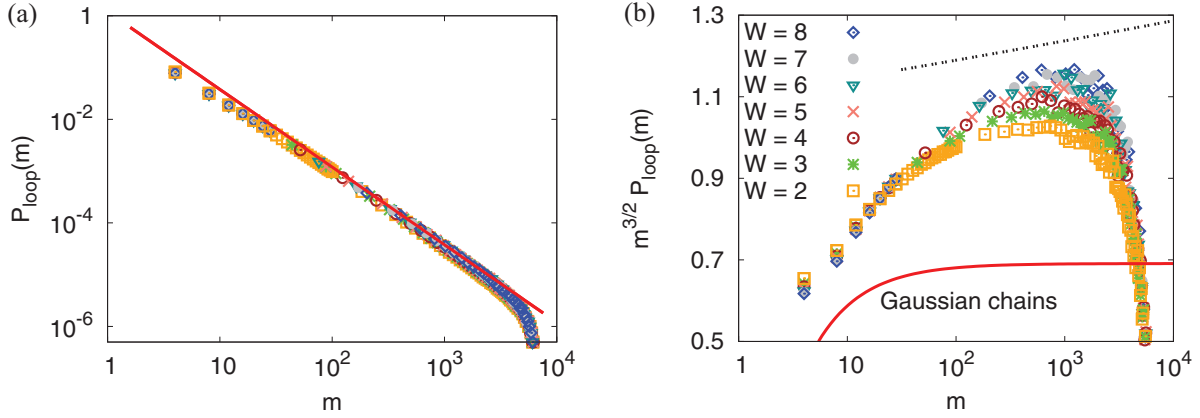 (a)
P_loop(m)
1
10^-2
10^-4
10^-6
1
10
10^2
10^3
10^4
m
(b)
m^3/2 P_loop(m)
1.3
1.1
0.9
0.7
0.5
W = 8
W = 7
W = 6
W = 5
W = 4
W = 3
W = 2
Gaussian chains
1
10
10^2
10^3
10^4
m